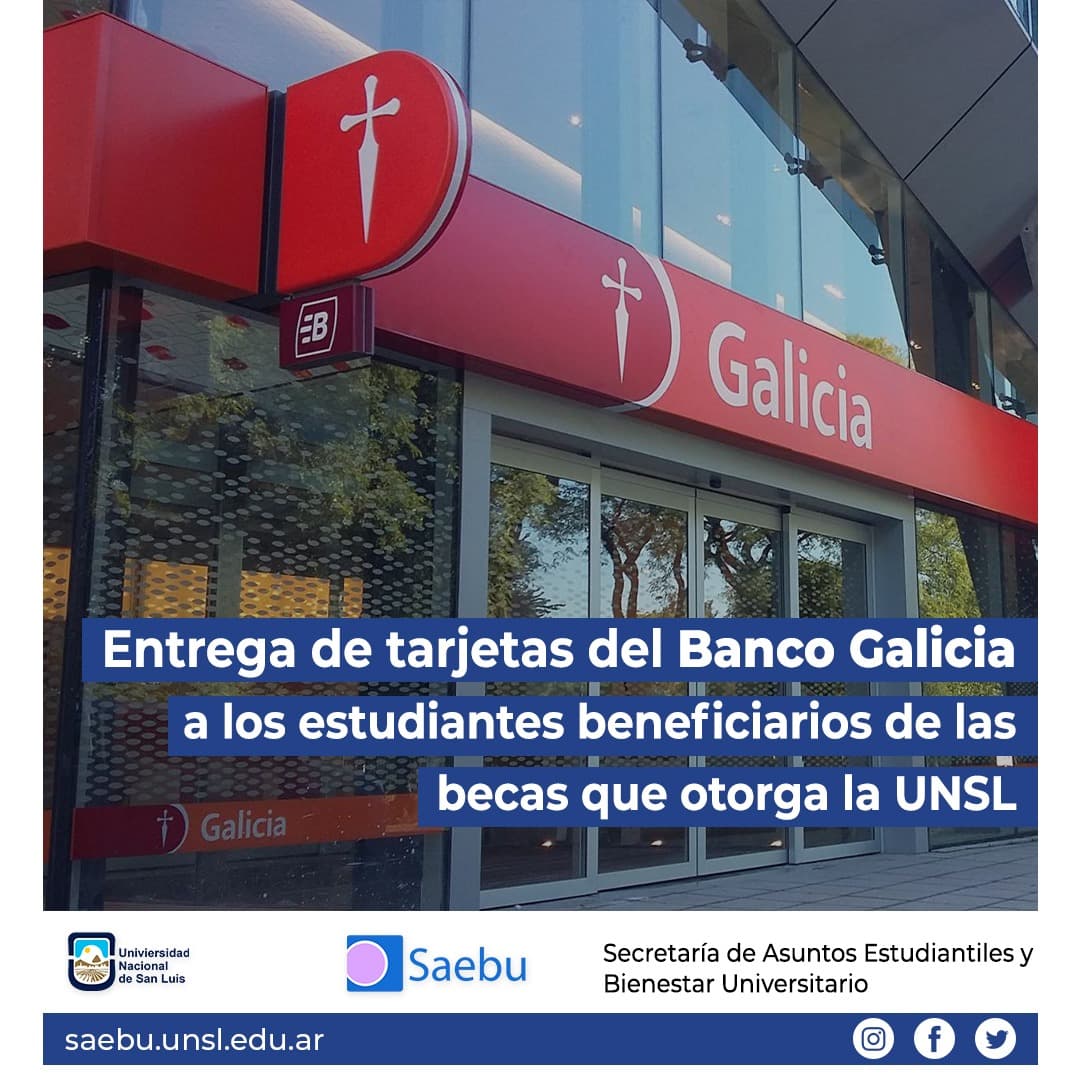 B
Galicia
Entrega de tarjetas del Banco Galicia
a los estudiantes beneficiarios de las
becas que otorga la UNSL
Galicia
Universidad
Nacional
de San Luis
Saebu
Secretaría de Asuntos Estudiantiles y
Bienestar Universitario
saebu.unsl.edu.ar